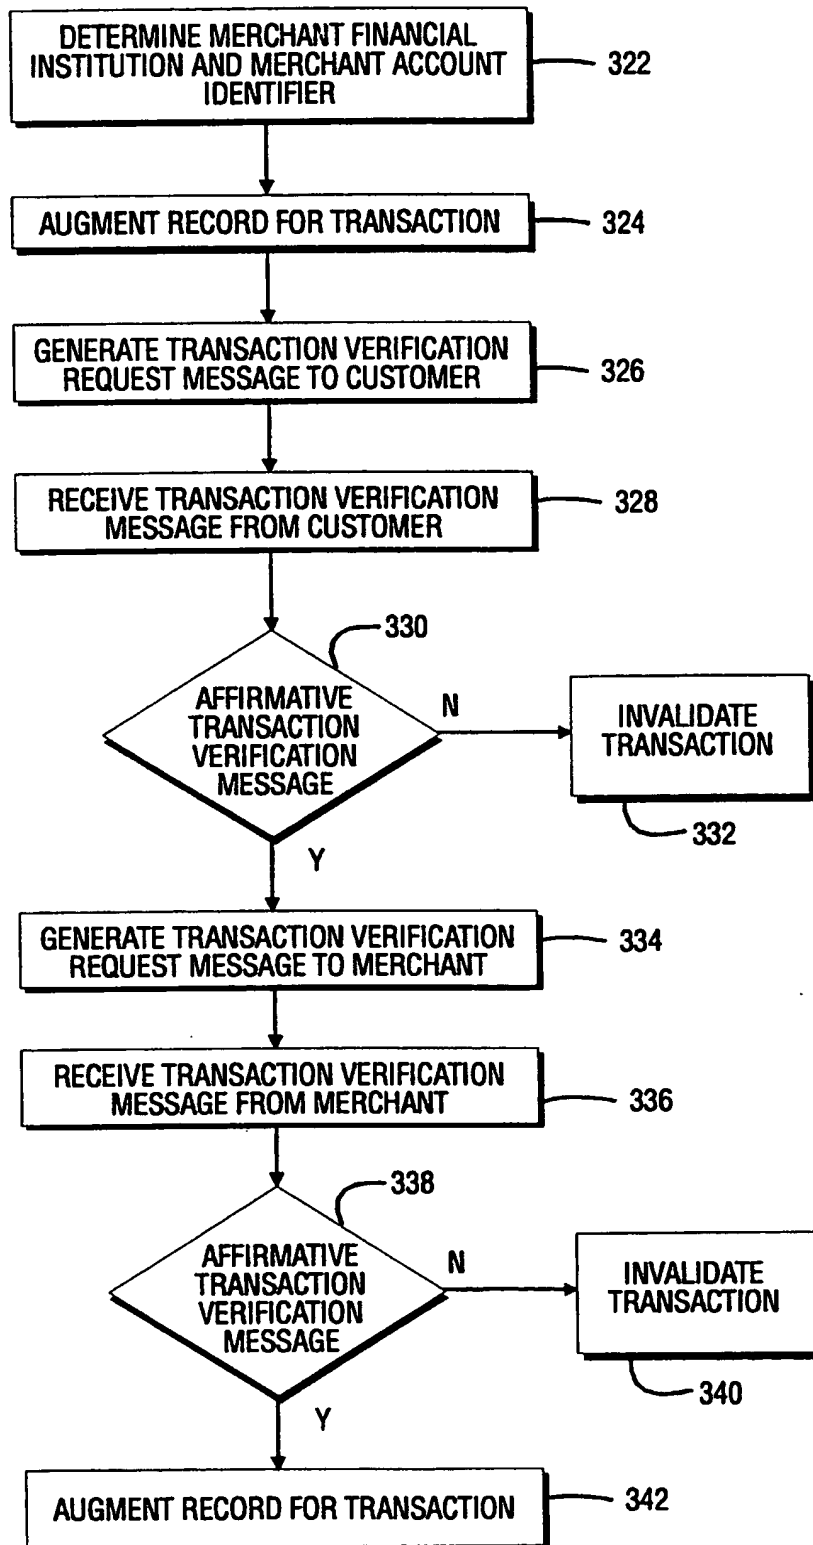 DETERMINE MERCHANT FINANCIAL
INSTITUTION AND MERCHANT ACCOUNT
IDENTIFIER
322
AUGMENT RECORD FOR TRANSACTION
324
GENERATE TRANSACTION VERIFICATION
REQUEST MESSAGE TO CUSTOMER
326
RECEIVE TRANSACTION VERIFICATION
MESSAGE FROM CUSTOMER
328
330
AFFIRMATIVE
TRANSACTION
VERIFICATION
MESSAGE
N
INVALIDATE
TRANSACTION
332
Y
GENERATE TRANSACTION VERIFICATION
REQUEST MESSAGE TO MERCHANT
334
RECEIVE TRANSACTION VERIFICATION
MESSAGE FROM MERCHANT
336
338
AFFIRMATIVE
TRANSACTION
VERIFICATION
MESSAGE
N
INVALIDATE
TRANSACTION
340
Y
AUGMENT RECORD FOR TRANSACTION
342